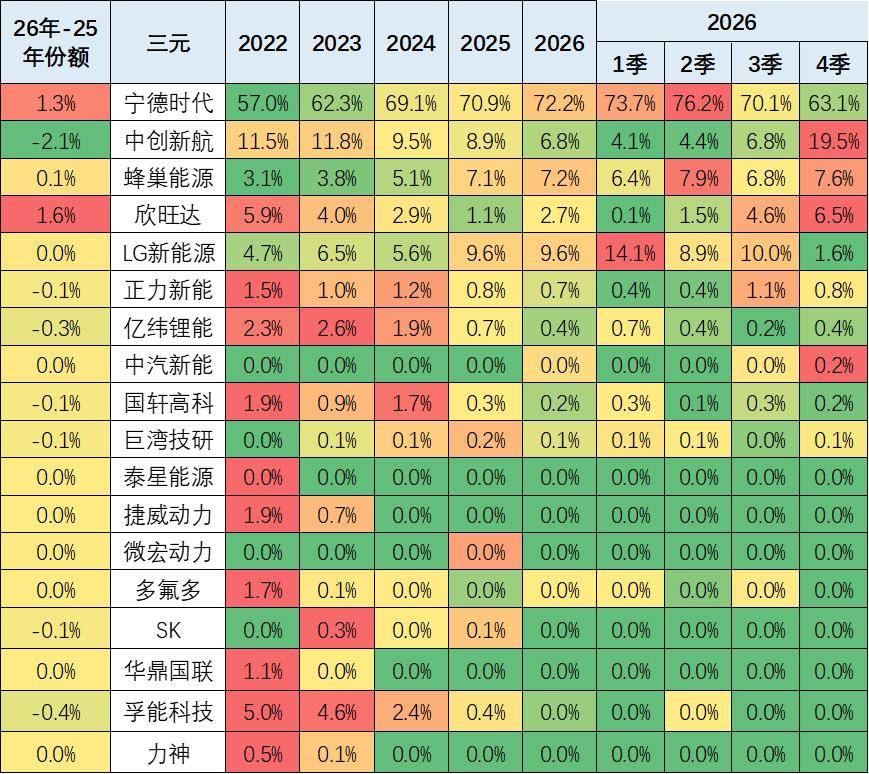 26年-25年份额 三元 2022 2023 2024 2025 2026 2026
1季 2季 3季 4季
1.3% 宁德时代 57.0% 62.3% 69.1% 70.9% 72.2% 73.7% 76.2% 70.1% 63.1%
-2.1% 中创新航 11.5% 11.8% 9.5% 8.9% 6.8% 4.1% 4.4% 6.8% 19.5%
0.1% 蜂巢能源 3.1% 3.8% 5.1% 7.1% 7.2% 6.4% 7.9% 6.8% 7.6%
1.6% 欣旺达 5.9% 4.0% 2.9% 1.1% 2.7% 0.1% 1.5% 4.6% 6.5%
0.0% LG新能源 4.7% 6.5% 5.6% 9.6% 9.6% 14.1% 8.9% 10.0% 1.6%
-0.1% 正力新能 1.5% 1.0% 1.2% 0.8% 0.7% 0.4% 0.4% 1.1% 0.8%
-0.3% 亿纬锂能 2.3% 2.6% 1.9% 0.7% 0.4% 0.7% 0.4% 0.2% 0.4%
0.0% 中汽新能 0.0% 0.0% 0.0% 0.0% 0.0% 0.0% 0.0% 0.0% 0.2%
-0.1% 国轩高科 1.9% 0.9% 1.7% 0.3% 0.2% 0.3% 0.1% 0.3% 0.2%
-0.1% 巨湾技研 0.0% 0.1% 0.1% 0.2% 0.1% 0.1% 0.1% 0.0% 0.1%
0.0% 泰星能源 0.0% 0.0% 0.0% 0.0% 0.0% 0.0% 0.0% 0.0% 0.0%
0.0% 捷威动力 1.9% 0.7% 0.0% 0.0% 0.0% 0.0% 0.0% 0.0% 0.0%
0.0% 微宏动力 0.0% 0.0% 0.0% 0.0% 0.0% 0.0% 0.0% 0.0% 0.0%
0.0% 多氟多 1.7% 0.1% 0.0% 0.0% 0.0% 0.0% 0.0% 0.0% 0.0%
-0.1% SK 0.0% 0.3% 0.0% 0.1% 0.0% 0.0% 0.0% 0.0% 0.0%
0.0% 华鼎国联 1.1% 0.0% 0.0% 0.0% 0.0% 0.0% 0.0% 0.0% 0.0%
-0.4% 孚能科技 5.0% 4.6% 2.4% 0.4% 0.0% 0.0% 0.0% 0.0% 0.0%
0.0% 力神 0.5% 0.1% 0.0% 0.0% 0.0% 0.0% 0.0% 0.0% 0.0%